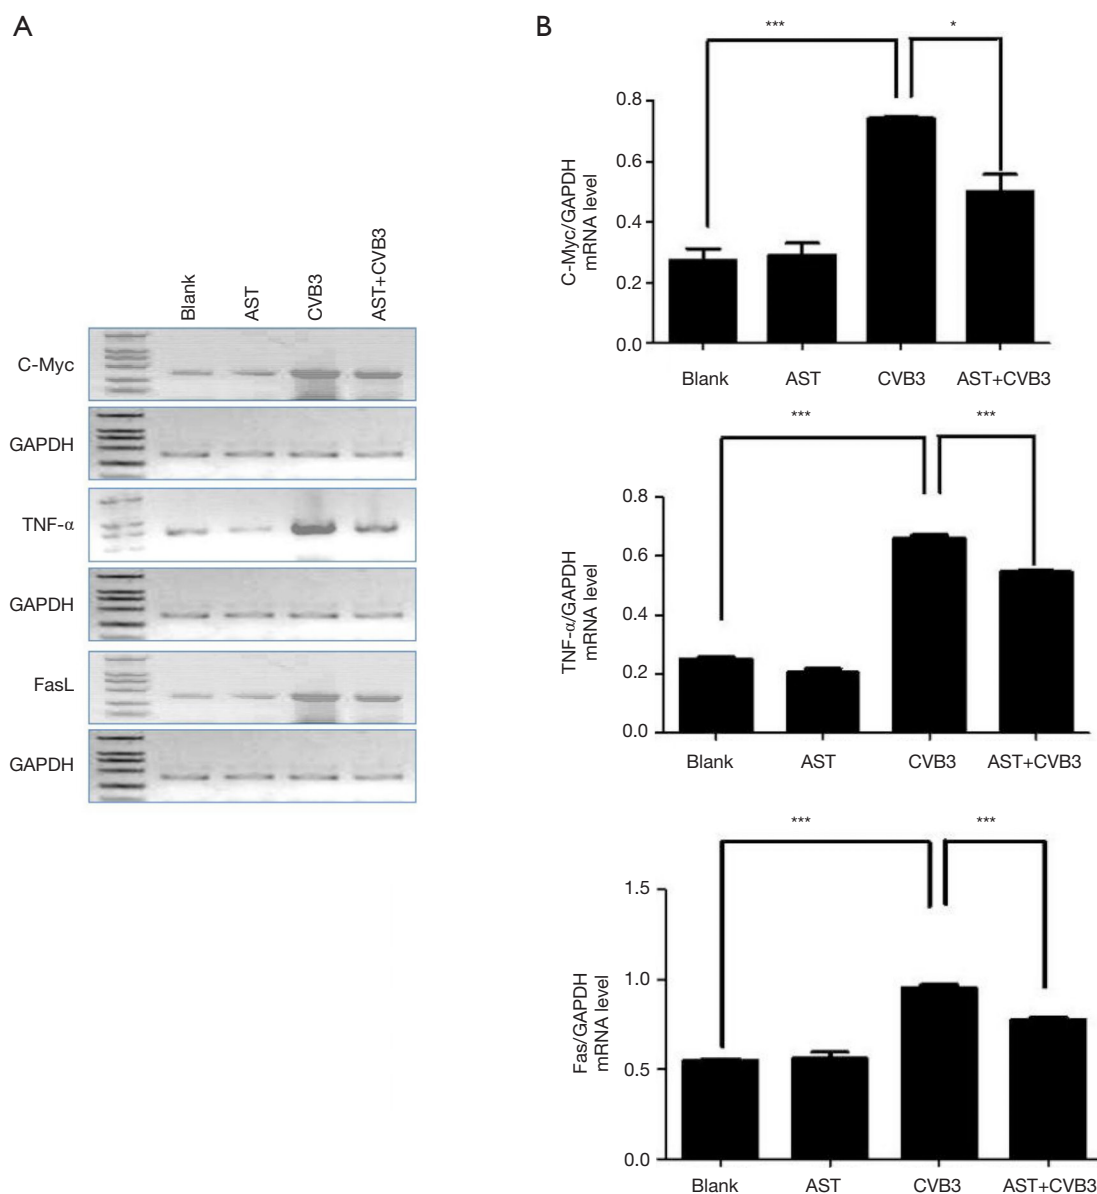 A
Blank
AST
CVB3
AST+CVB3
C-Myc
GAPDH
TNF-α
GAPDH
FasL
GAPDH
B
***
*
C-Myc/GAPDH
mRNA level
0.8
0.6
0.4
0.2
0.0
Blank
AST
CVB3
AST+CVB3
***
***
TNF-α/GAPDH
mRNA level
0.8
0.6
0.4
0.2
0.0
Blank
AST
CVB3
AST+CVB3
***
***
Fas/GAPDH
mRNA level
1.5
1.0
0.5
0.0
Blank
AST
CVB3
AST+CVB3